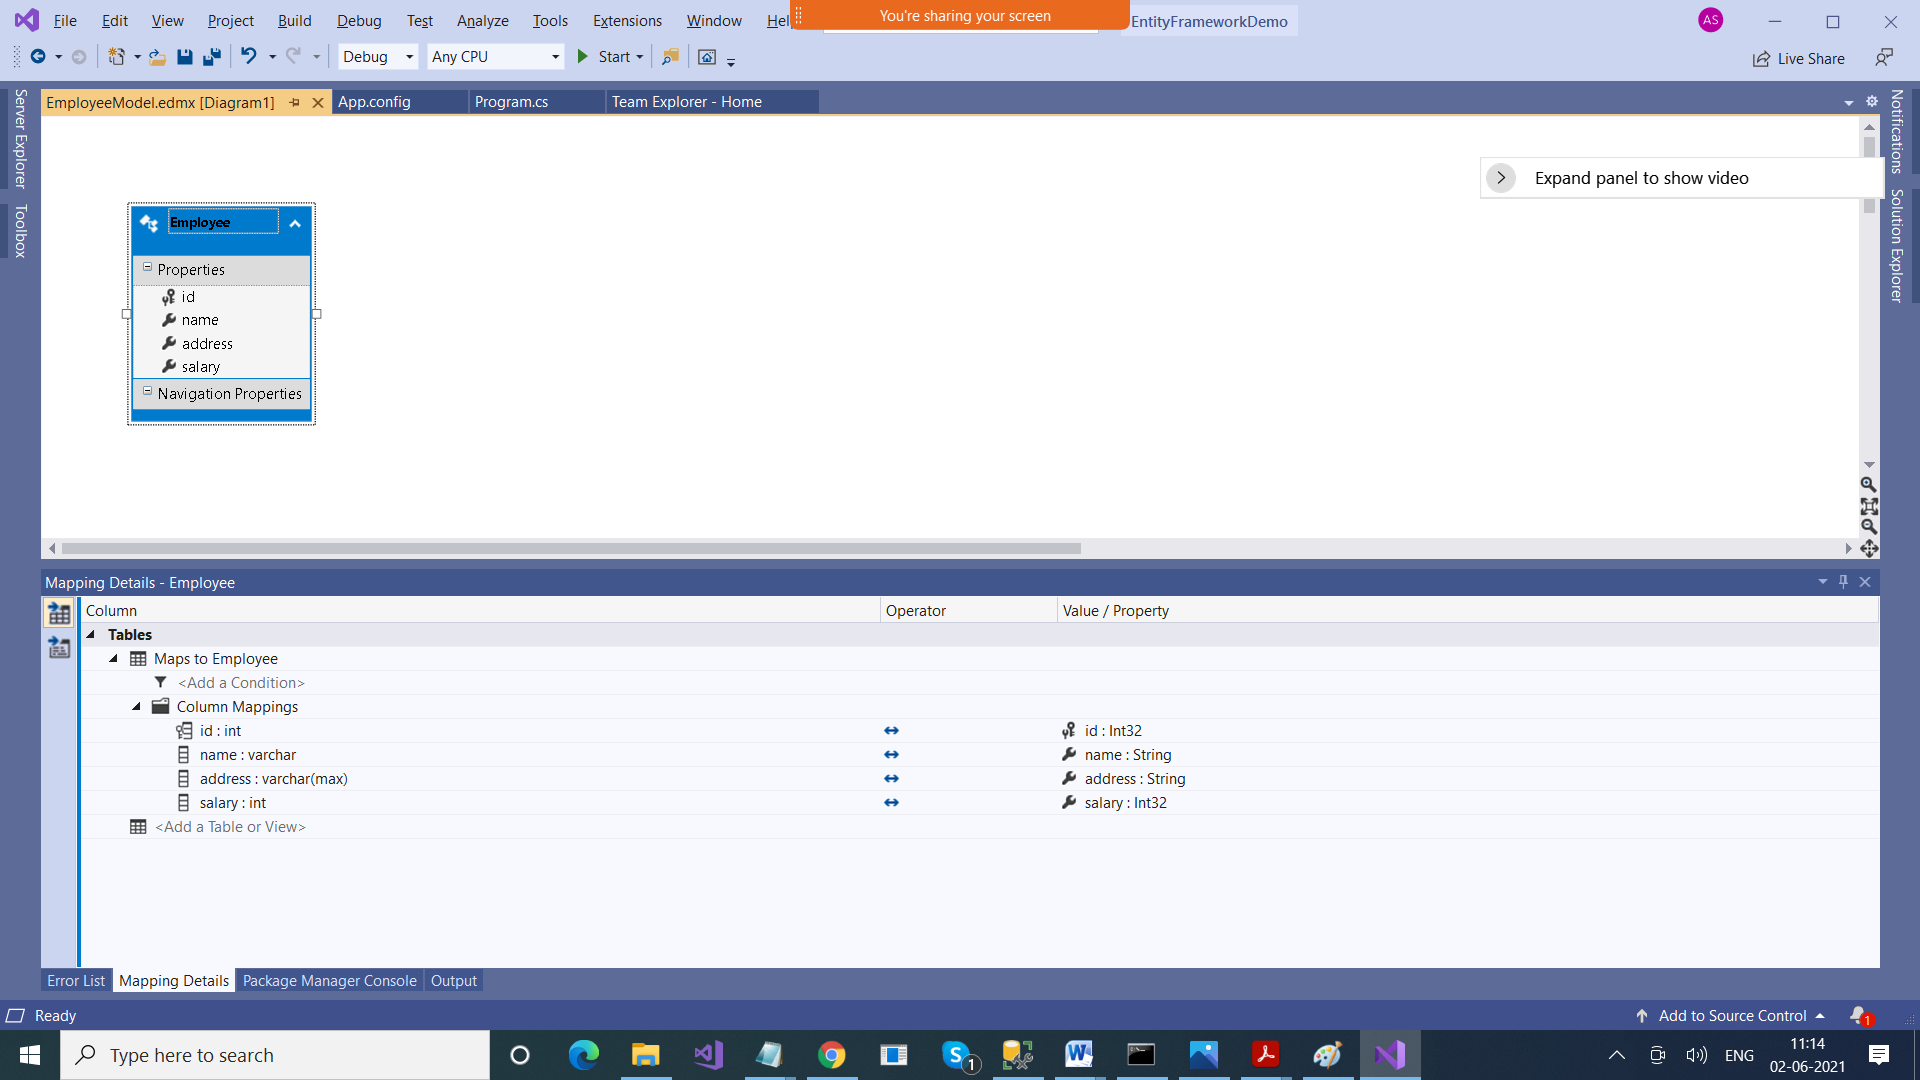 File Edit View Project Build Debug Test Analyze Tools Extensions Window Hel
You're sharing your screen
EntityFrameworkDemo
AS
Debug Any CPU Start
Live Share
EmployeeModel.edmx [Diagram1] App.config Program.cs Team Explorer - Home
Server Explorer
Toolbox
Notifications
Solution Explorer
Expand panel to show video
Employee
Properties
id
name
address
salary
Navigation Properties
Mapping Details - Employee
Column Operator Value / Property
Tables
Maps to Employee
<Add a Condition>
Column Mappings
id : int id : Int32
name : varchar name : String
address : varchar(max) address : String
salary : int salary : Int32
<Add a Table or View>
Error List Mapping Details Package Manager Console Output
Ready
Add to Source Control 1
Type here to search
1
ENG
11:14
02-06-2021